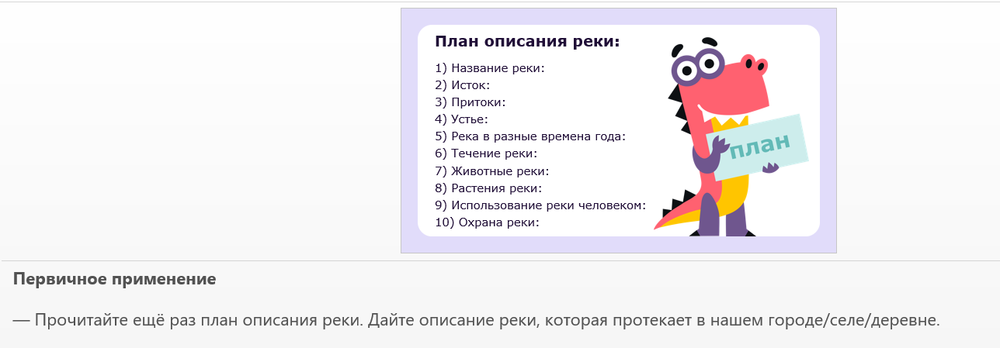 План описания реки:
1) Название реки:
2) Исток:
3) Притоки:
4) Устье:
5) Река в разные времена года:
6) Течение реки:
7) Животные реки:
8) Растения реки:
9) Использование реки человеком:
10) Охрана реки:
план
Первичное применение
— Прочитайте ещё раз план описания реки. Дайте описание реки, которая протекает в нашем городе/селе/деревне.